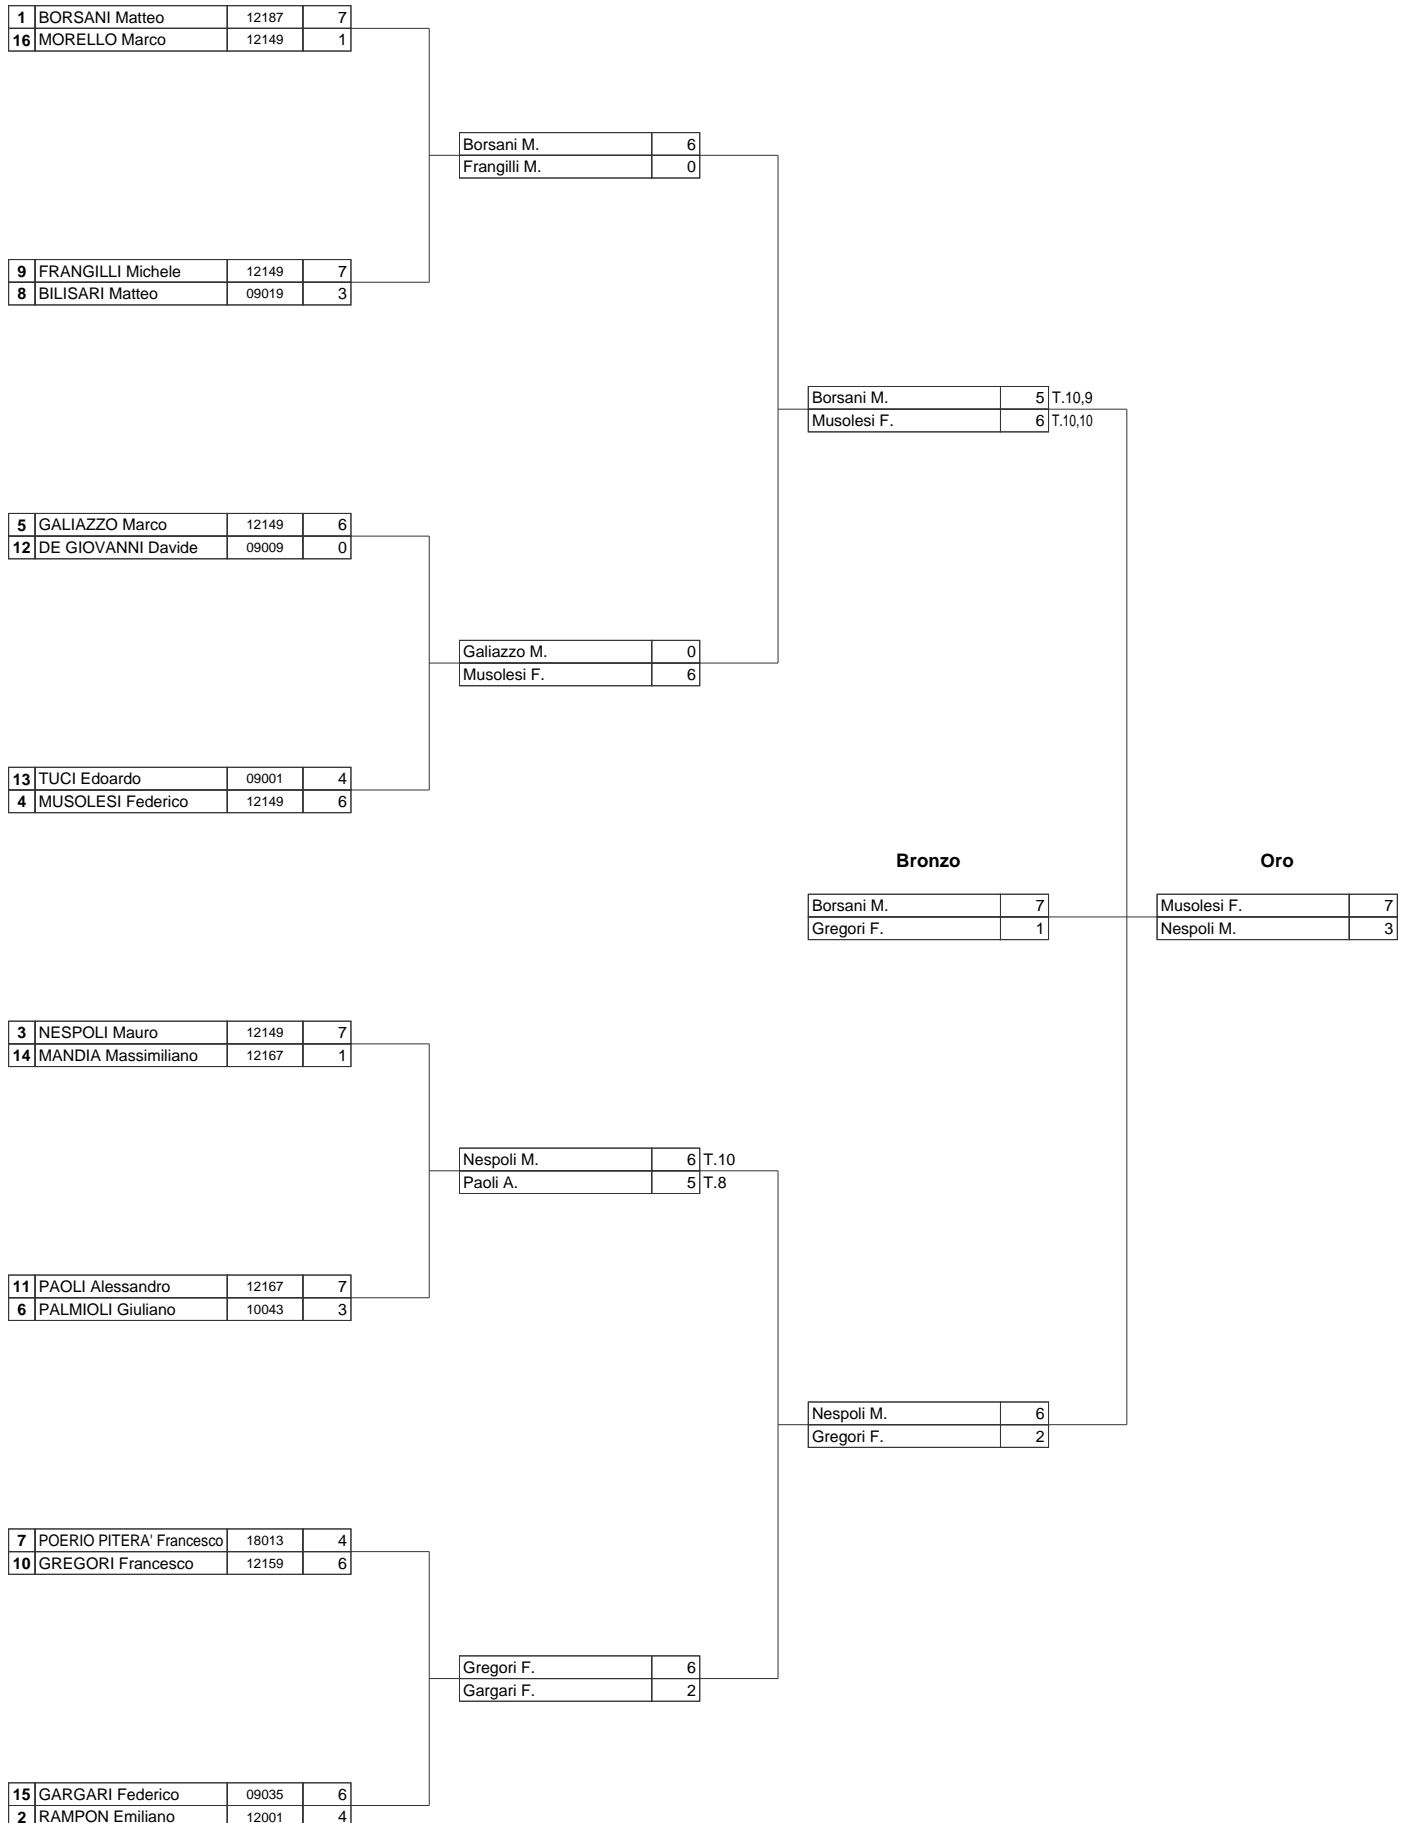 1 BORSANI Matteo 12187 7
16 MORELLO Marco 12149 1
Borsani M. 6
Frangilli M. 0
9 FRANGILLI Michele 12149 7
8 BILISARI Matteo 09019 3
Borsani M. 5 T.10,9
Musolesi F. 6 T.10,10
5 GALIAZZO Marco 12149 6
12 DE GIOVANNI Davide 09009 0
Galiazzo M. 0
Musolesi F. 6
13 TUCI Edoardo 09001 4
4 MUSOLESI Federico 12149 6
Bronzo Oro
Borsani M. 7 Musolesi F. 7
Gregori F. 1 Nespoli M. 3
3 NESPOLI Mauro 12149 7
14 MANDIA Massimiliano 12167 1
Nespoli M. 6 T.10
Paoli A. 5 T.8
11 PAOLI Alessandro 12167 7
6 PALMIOLI Giuliano 10043 3
Nespoli M. 6
Gregori F. 2
7 POERIO PITERA' Francesco 18013 4
10 GREGORI Francesco 12159 6
Gregori F. 6
Gargari F. 2
15 GARGARI Federico 09035 6
2 RAMPON Emiliano 12001 4